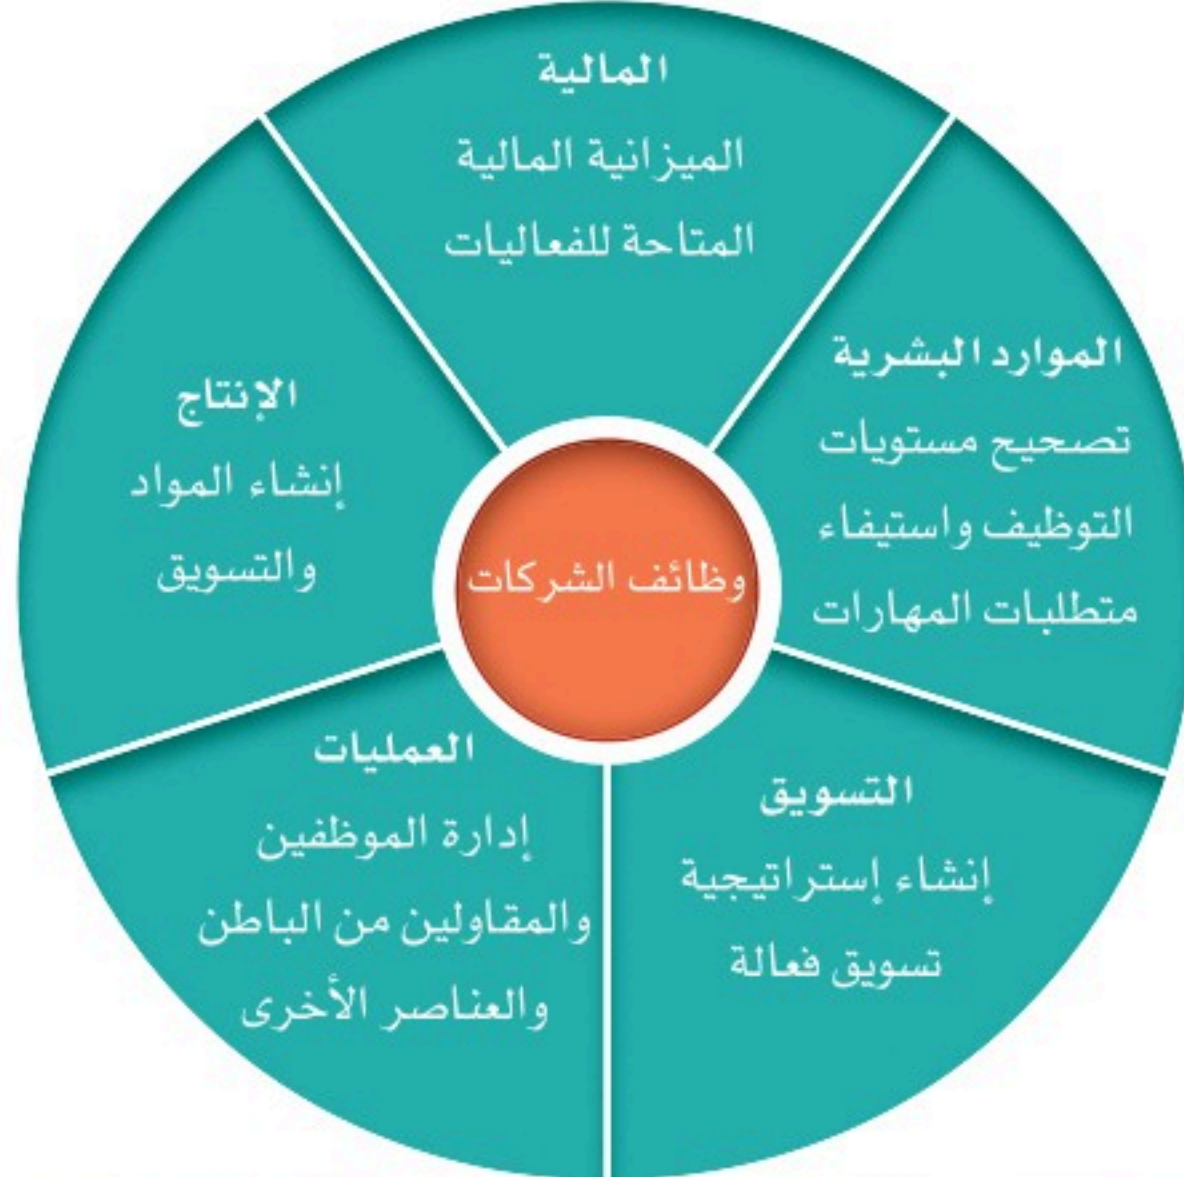 المالية
الميزانية المالية
المتاحة للفعاليات
الموارد البشرية
تصحيح مستويات
التوظيف واستيفاء
متطلبات المهارات
التسويق
إنشاء إستراتيجية
تسويق فعالة
العمليات
إدارة الموظفين
والمقاولين من الباطن
والعناصر الأخرى
الإنتاج
إنشاء المواد
والتسويق
وظائف الشركات